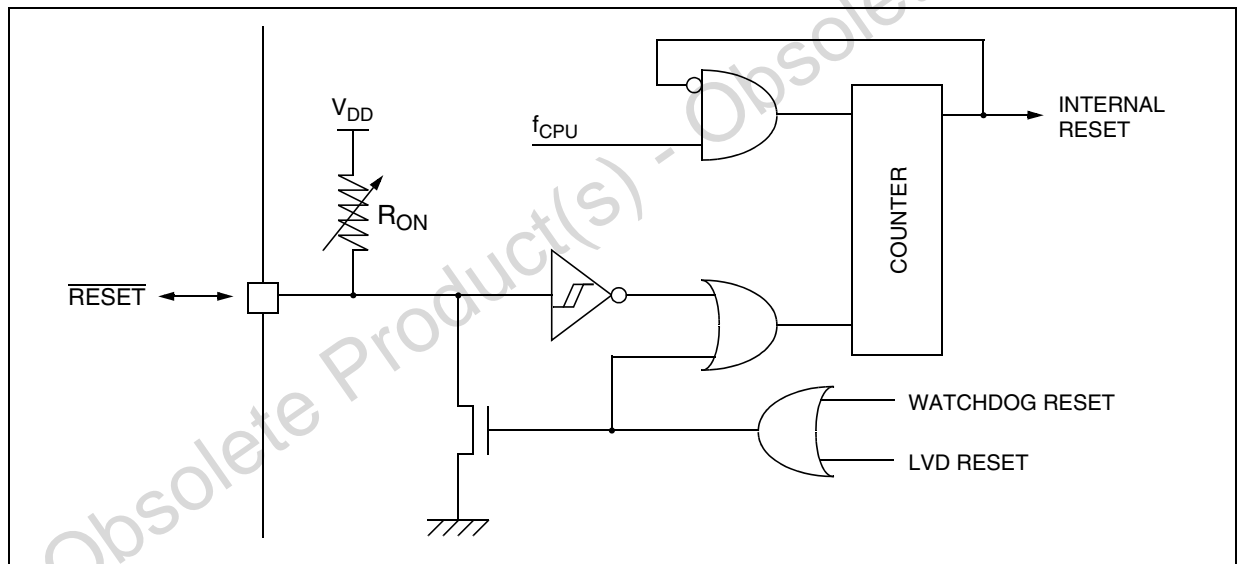 V_DD
R_ON
RESET
f_CPU
COUNTER
INTERNAL
RESET
WATCHDOG RESET
LVD RESET
Obsolete Product(s) - Obsolete